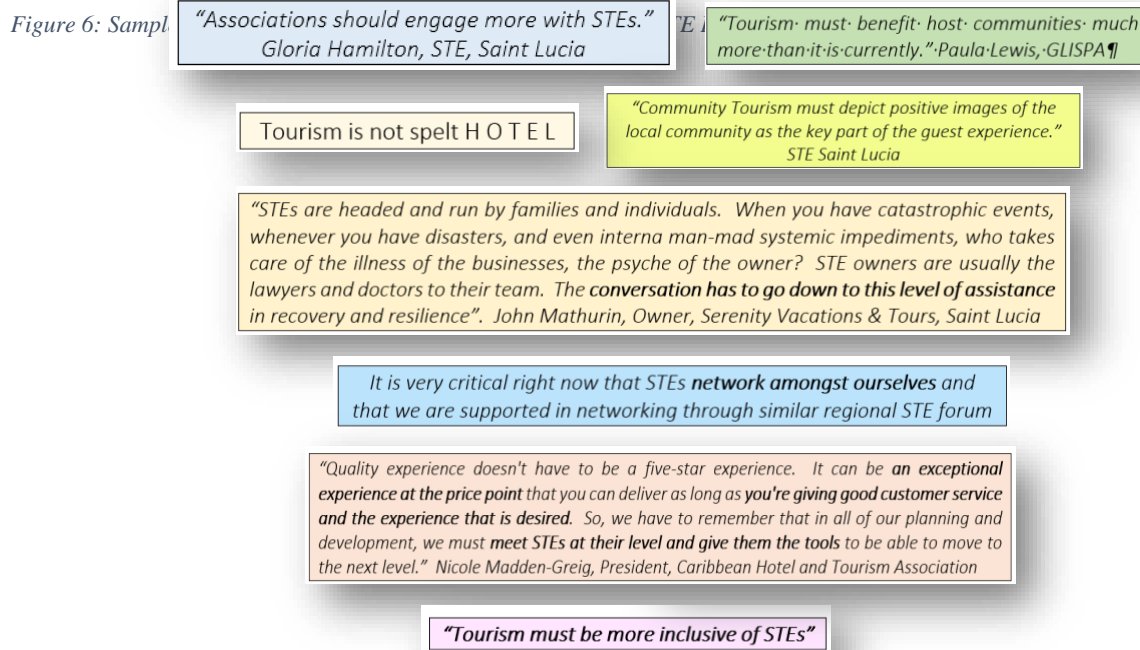 Figure 6: Sampl
“Associations should engage more with STEs.”
Gloria Hamilton, STE, Saint Lucia
“Tourism· must· benefit· host· communities· much·
more·than·it·is·currently.”·Paula·Lewis,·GLISPA¶
Tourism is not spelt H O T E L
“Community Tourism must depict positive images of the
local community as the key part of the guest experience.”
STE Saint Lucia
“STEs are headed and run by families and individuals. When you have catastrophic events,
whenever you have disasters, and even interna man-mad systemic impediments, who takes
care of the illness of the businesses, the psyche of the owner? STE owners are usually the
lawyers and doctors to their team. The conversation has to go down to this level of assistance
in recovery and resilience”. John Mathurin, Owner, Serenity Vacations & Tours, Saint Lucia
It is very critical right now that STEs network amongst ourselves and
that we are supported in networking through similar regional STE forum
“Quality experience doesn't have to be a five-star experience. It can be an exceptional
experience at the price point that you can deliver as long as you're giving good customer service
and the experience that is desired. So, we have to remember that in all of our planning and
development, we must meet STEs at their level and give them the tools to be able to move to
the next level.” Nicole Madden-Greig, President, Caribbean Hotel and Tourism Association
“Tourism must be more inclusive of STEs”